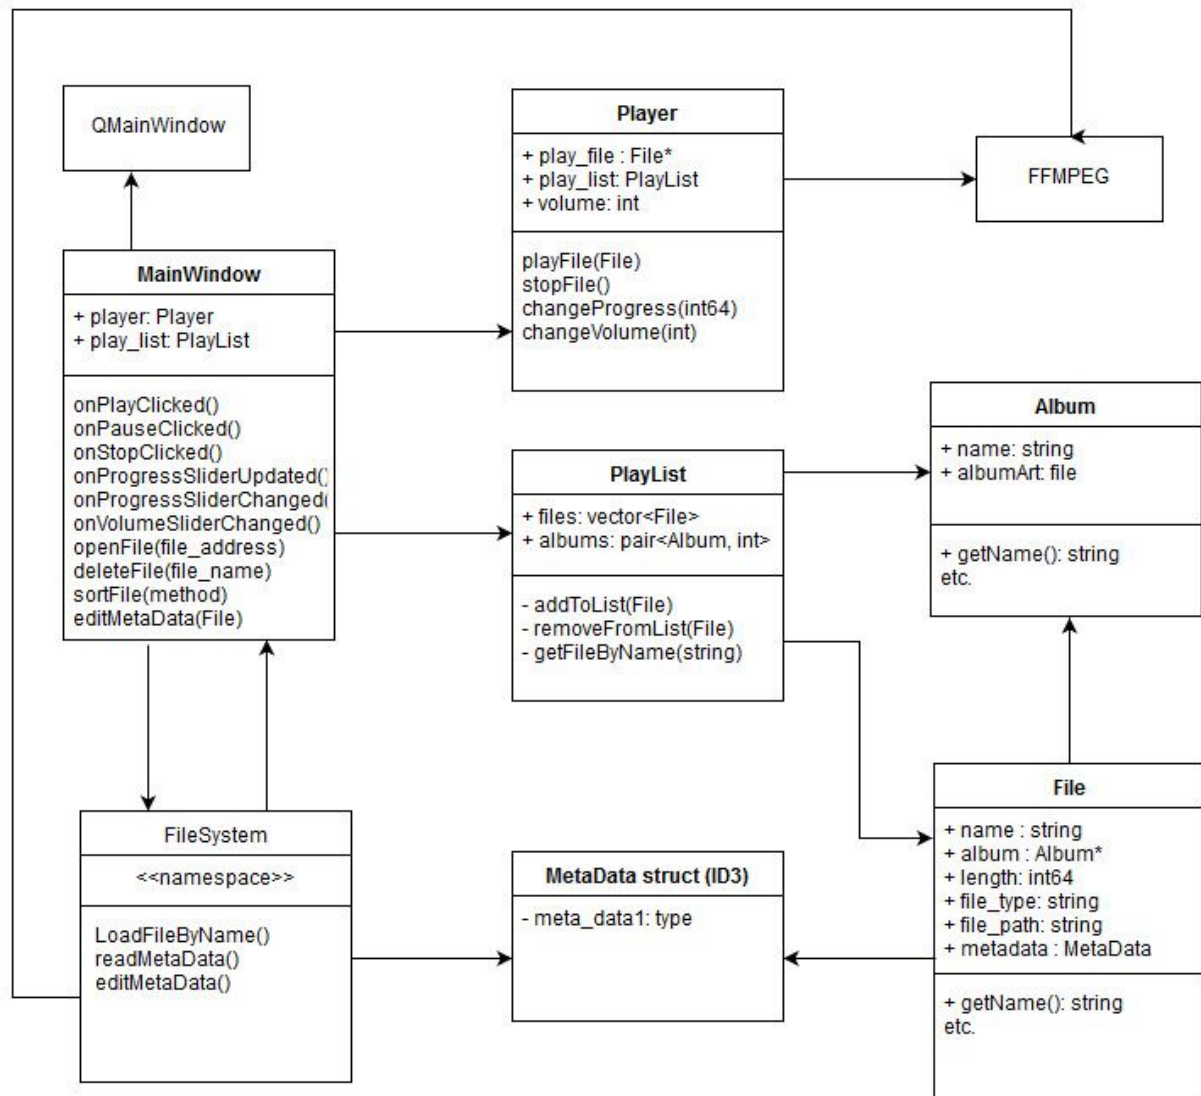 QMainWindow
Player
+ play_file : File*
+ play_list: PlayList
+ volume: int
playFile(File)
stopFile()
changeProgress(int64)
changeVolume(int)
FFMPEG
MainWindow
+ player: Player
+ play_list: PlayList
onPlayClicked()
onPauseClicked()
onStopClicked()
onProgressSliderUpdated()
onProgressSliderChanged(
onVolumeSliderChanged()
openFile(file_address)
deleteFile(file_name)
sortFile(method)
editMetaData(File)
PlayList
+ files: vector<File>
+ albums: pair<Album, int>
- addToList(File)
- removeFromList(File)
- getFileByName(string)
Album
+ name: string
+ albumArt: file
+ getName(): string
etc.
FileSystem
<<namespace>>
LoadFileByName()
readMetaData()
editMetaData()
MetaData struct (ID3)
- meta_data1: type
File
+ name : string
+ album : Album*
+ length: int64
+ file_type: string
+ file_path: string
+ metadata : MetaData
+ getName(): string
etc.